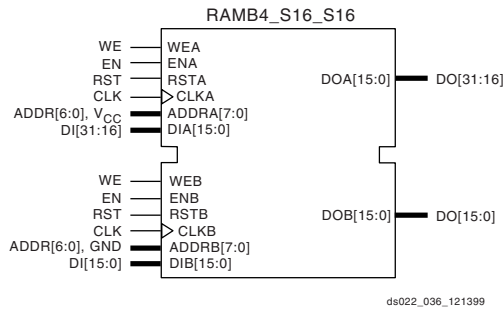 RAMB4_S16_S16
WE WEA
EN ENA
RST RSTA DOA[15:0] DO[31:16]
CLK CLKA
ADDR[6:0], VCC ADDRA[7:0]
DI[31:16] DIA[15:0]
WE WEB
EN ENB
RST RSTB DOB[15:0] DO[15:0]
CLK CLKB
ADDR[6:0], GND ADDRB[7:0]
DI[15:0] DIB[15:0]
ds022_036_121399